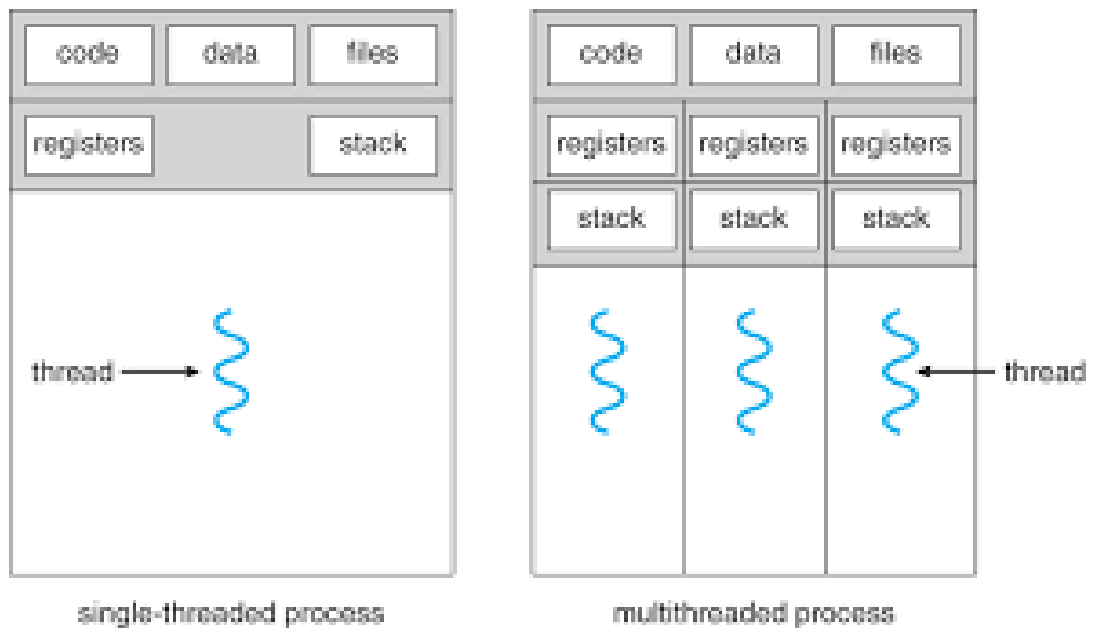 code data files
registers stack
thread
single-threaded process
code data files
registers registers registers
stack stack stack
thread
multithreaded process